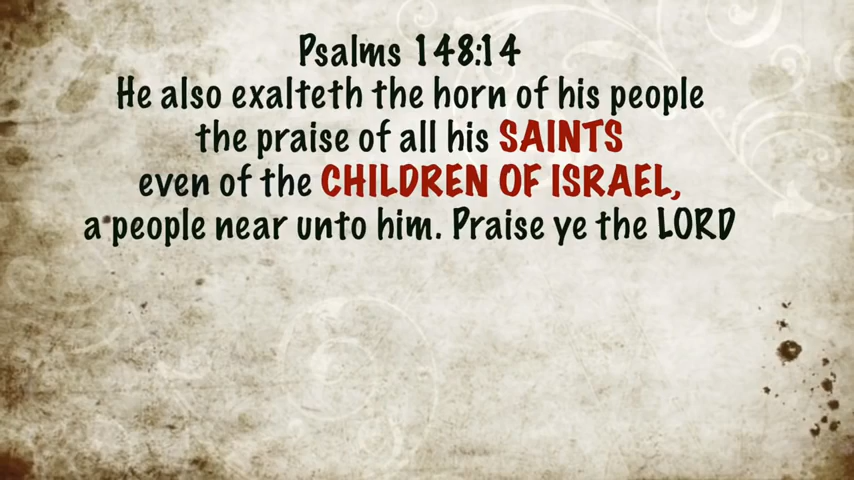 Psalms 148:14
He also exalteth the horn of his people
the praise of all his SAINTS
even of the CHILDREN OF ISRAEL,
a people near unto him. Praise ye the LORD